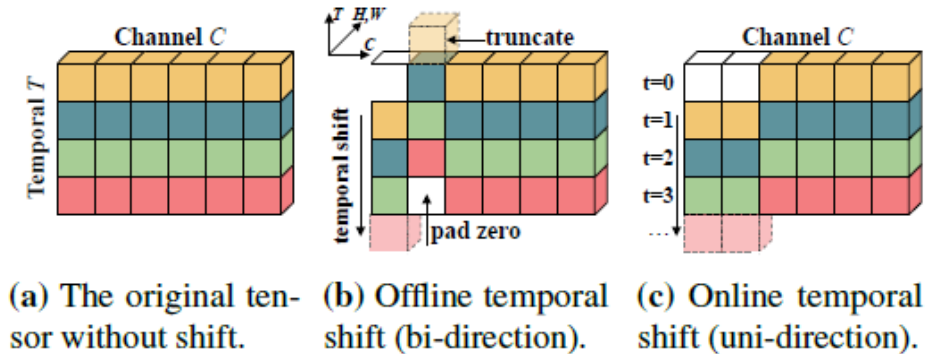 Channel C
Temporal T
T
H,W
C
truncate
temporal shift
pad zero
Channel C
t=0
t=1
t=2
t=3
...
(a) The original ten-
sor without shift.
(b) Offline temporal
shift (bi-direction).
(c) Online temporal
shift (uni-direction).